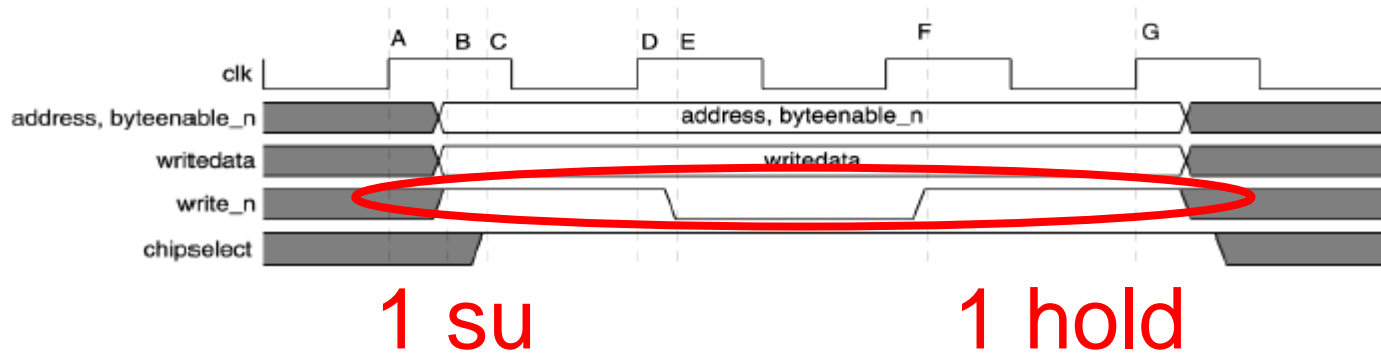 A B C D E F G
clk
address, byteenable_n address, byteenable_n
writedata writedata
write_n
chipselect
1 su 1 hold